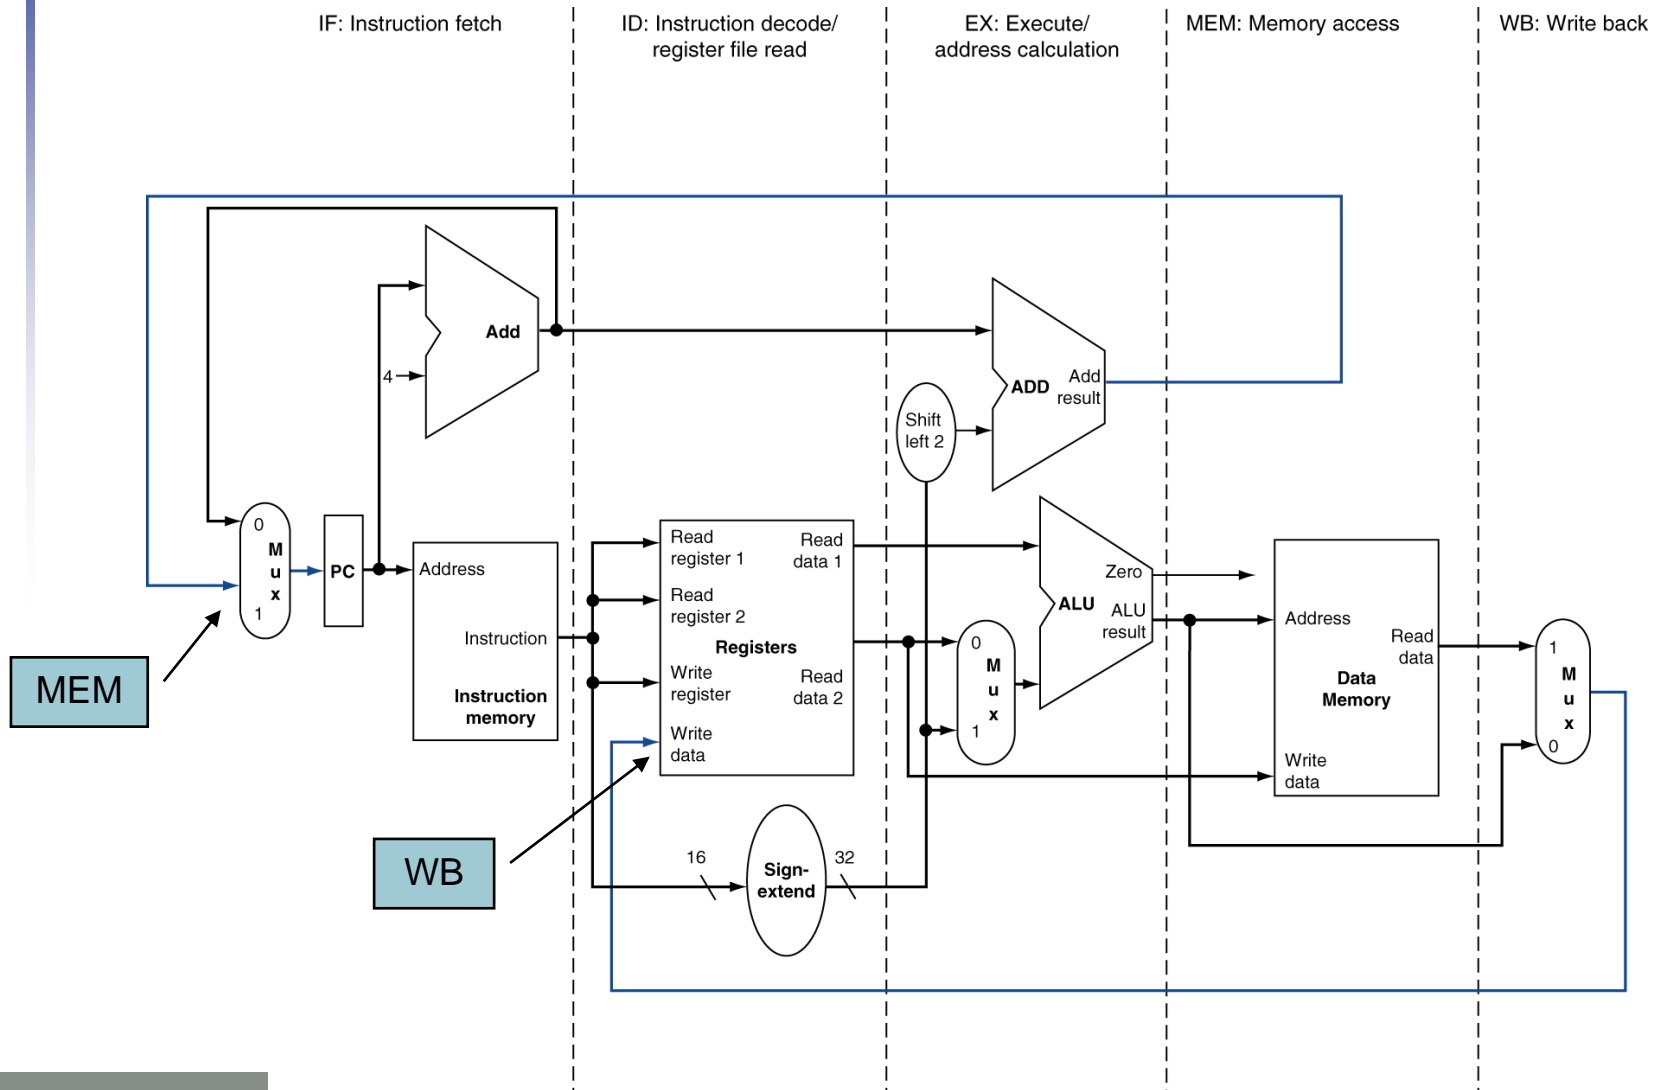 IF: Instruction fetch
ID: Instruction decode/
register file read
EX: Execute/
address calculation
MEM: Memory access
WB: Write back
Add
4
ADD
Add
result
Shift
left 2
0
M
u
x
1
PC
Address
Instruction
Instruction
memory
Read
register 1
Read
register 2
Write
register
Write
data
Read
data 1
Registers
Read
data 2
0
M
u
x
1
Zero
ALU
ALU
result
Address
Read
data
Data
Memory
Write
data
1
M
u
x
0
MEM
WB
16
Sign-
extend
32